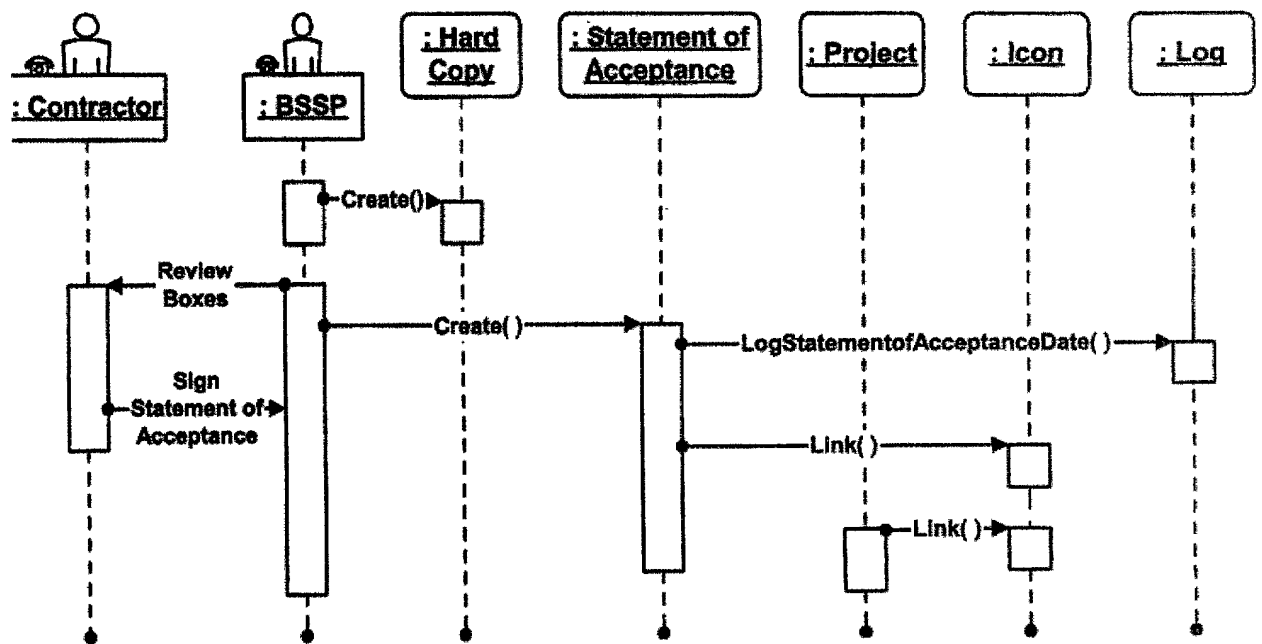 : Contractor
: BSSP
: Hard
Copy
: Statement of
Acceptance
: Project
: Icon
: Log
Create()
Review
Boxes
Create( )
LogStatementofAcceptanceDate( )
Sign
Statement of
Acceptance
Link( )
Link( )